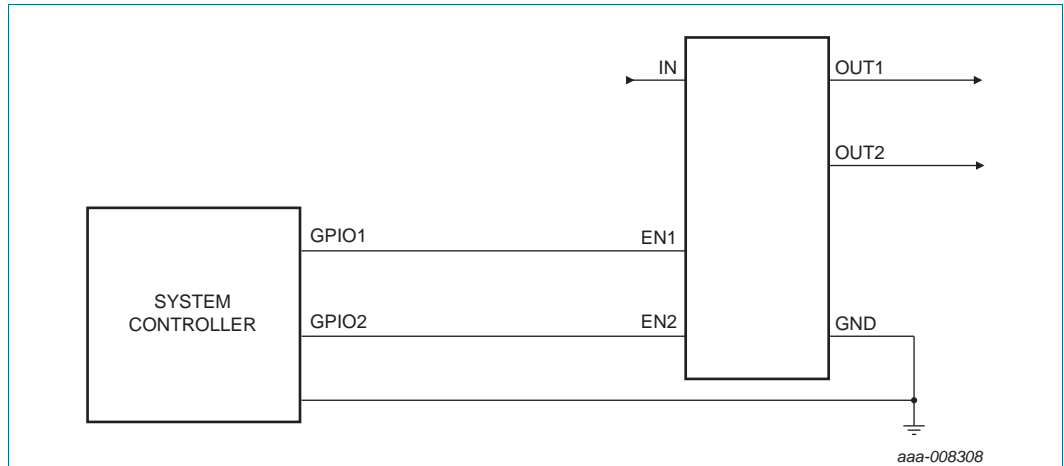 IN
OUT1
OUT2
GPIO1
EN1
SYSTEM
CONTROLLER
GPIO2
EN2
GND
aaa-008308